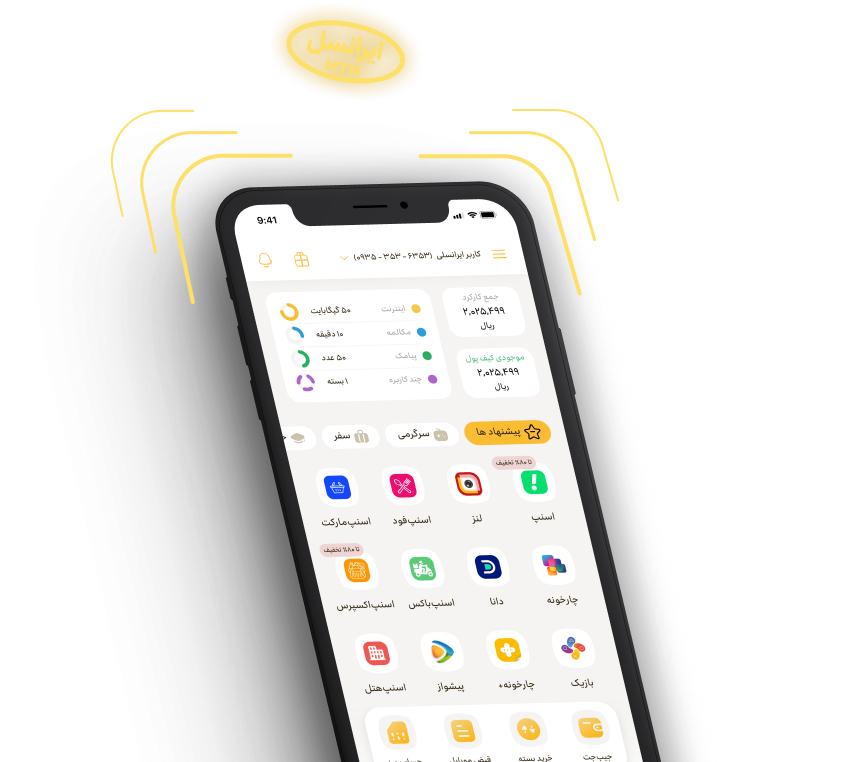 ایرانسل
MTN
9:41
کاربر ایرانسلی (۰۹۳۵ - ۳۵۳ - ۶۳۵۳)
جمع کارکرد
۲,۰۲۵,۴۹۹
ریال
موجودی کیف پول
۲,۰۲۵,۴۹۹
ریال
اینترنت ۵۰ گیگابایت
مکالمه ۱۰ دقیقه
پیامک ۵۰ عدد
چند کاربره ۱ بسته
پیشنهاد ها سرگرمی سفر
تا ۸۰٪ تخفیف
اسنپ لنز اسنپ‌فود اسنپ‌مارکت
تا ۸۰٪ تخفیف
چارخونه دانا اسنپ‌باکس اسنپ‌اکسپرس
بازیک چارخونه+ پیشواز اسنپ‌هتل
جیب‌جت خرید بسته قبض موبایل